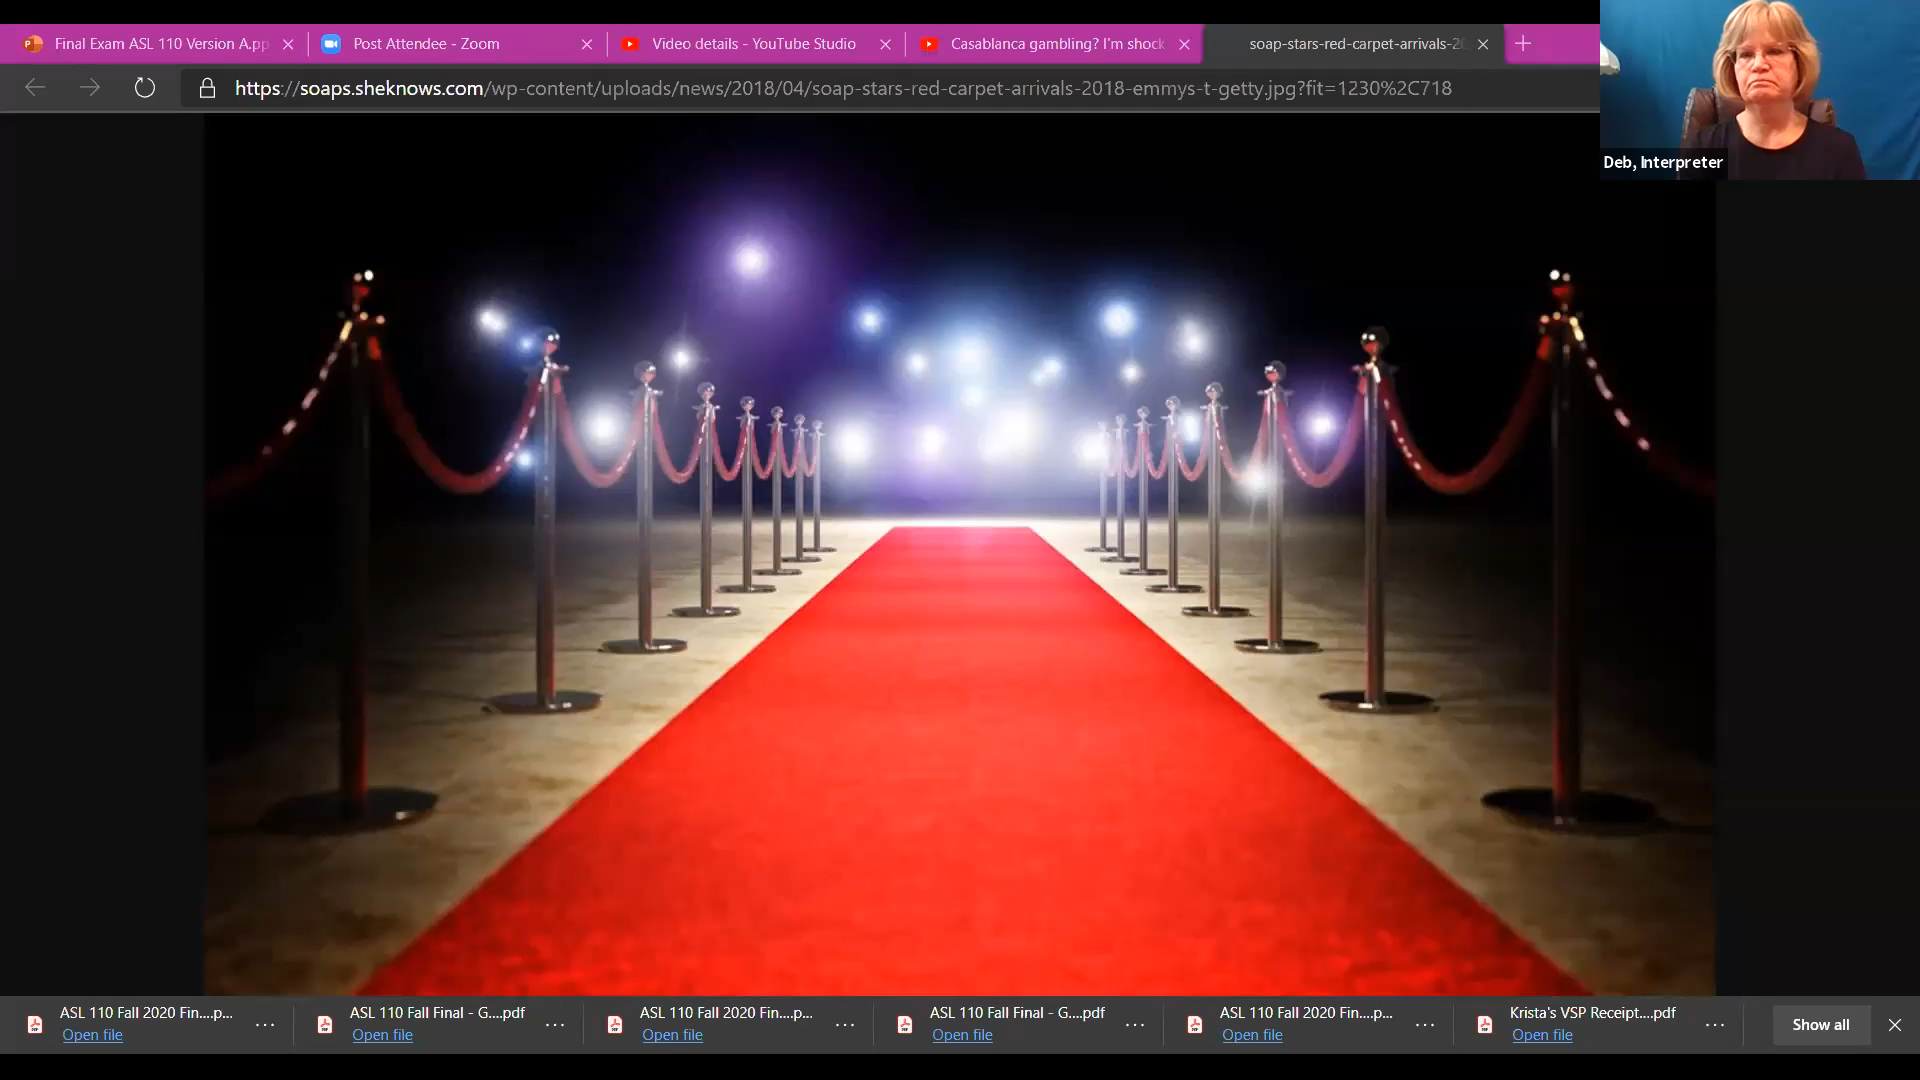 Final Exam ASL 110 Version A.pp
Post Attendee - Zoom
Video details - YouTube Studio
Casablanca gambling? I'm shock
soap-stars-red-carpet-arrivals-20
https://soaps.sheknows.com/wp-content/uploads/news/2018/04/soap-stars-red-carpet-arrivals-2018-emmys-t-getty.jpg?fit=1230%2C718
Deb, Interpreter
ASL 110 Fall 2020 Fin....p...
Open file
ASL 110 Fall Final - G....pdf
Open file
ASL 110 Fall 2020 Fin....p...
Open file
ASL 110 Fall Final - G....pdf
Open file
ASL 110 Fall 2020 Fin....p...
Open file
Krista's VSP Receipt....pdf
Open file
Show all